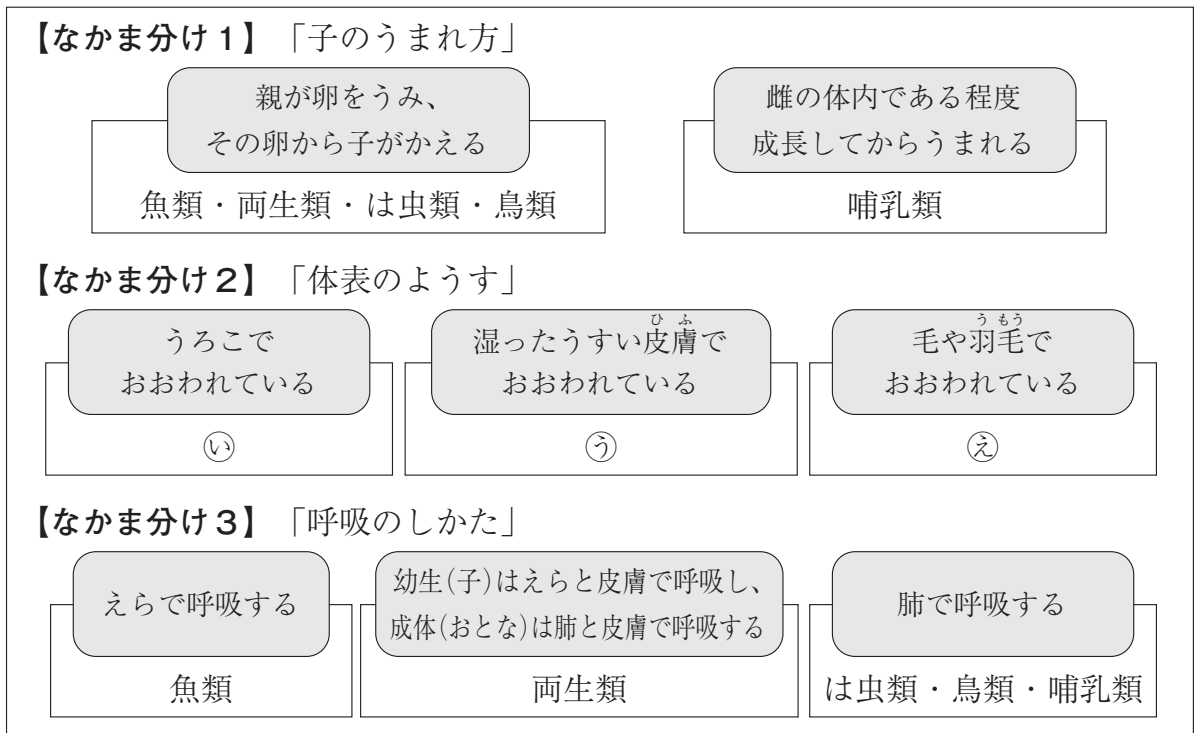 【なかま分け1】「子のうまれ方」
親が卵をうみ、
その卵から子がかえる
魚類・両生類・は虫類・鳥類
雌の体内である程度
成長してからうまれる
哺乳類
【なかま分け2】「体表のようす」
うろこで
おおわれている
い
ひふ
湿ったうすい皮膚で
おおわれている
う
うもう
毛や羽毛で
おおわれている
え
【なかま分け3】「呼吸のしかた」
えらで呼吸する
魚類
幼生(子)はえらと皮膚で呼吸し、
成体(おとな)は肺と皮膚で呼吸する
両生類
肺で呼吸する
は虫類・鳥類・哺乳類